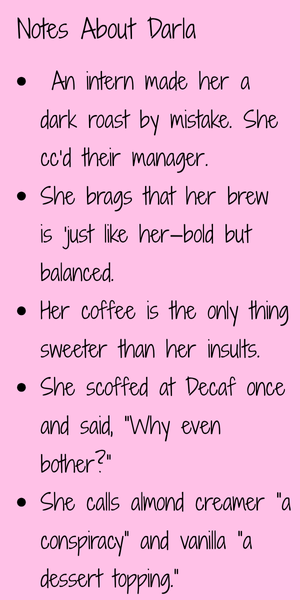 Notes About Darla
• An intern made her a
dark roast by mistake. She
cc'd their manager.
• She brags that her brew
is 'just like her—bold but
balanced.
• Her coffee is the only thing
sweeter than her insults.
• She scoffed at Decaf once
and said, "Why even
bother?"
• She calls almond creamer "a
conspiracy" and vanilla "a
dessert topping."